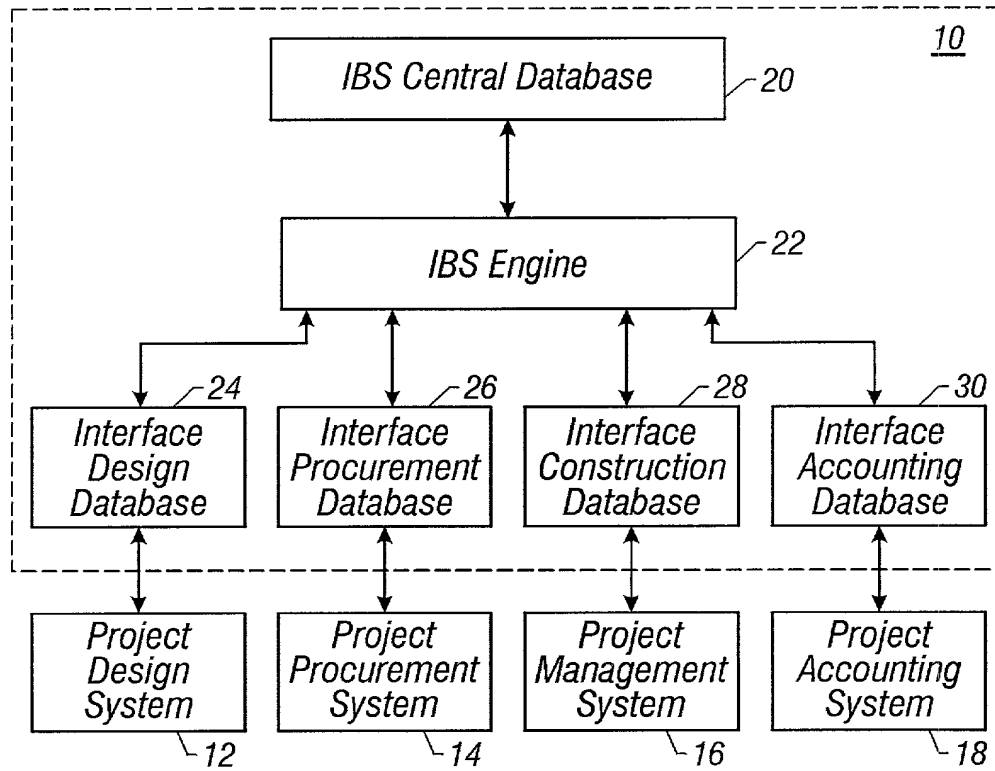 10
IBS Central Database
20
IBS Engine
22
24
26
28
30
Interface
Design
Database
Interface
Procurement
Database
Interface
Construction
Database
Interface
Accounting
Database
Project
Design
System
Project
Procurement
System
Project
Management
System
Project
Accounting
System
12
14
16
18